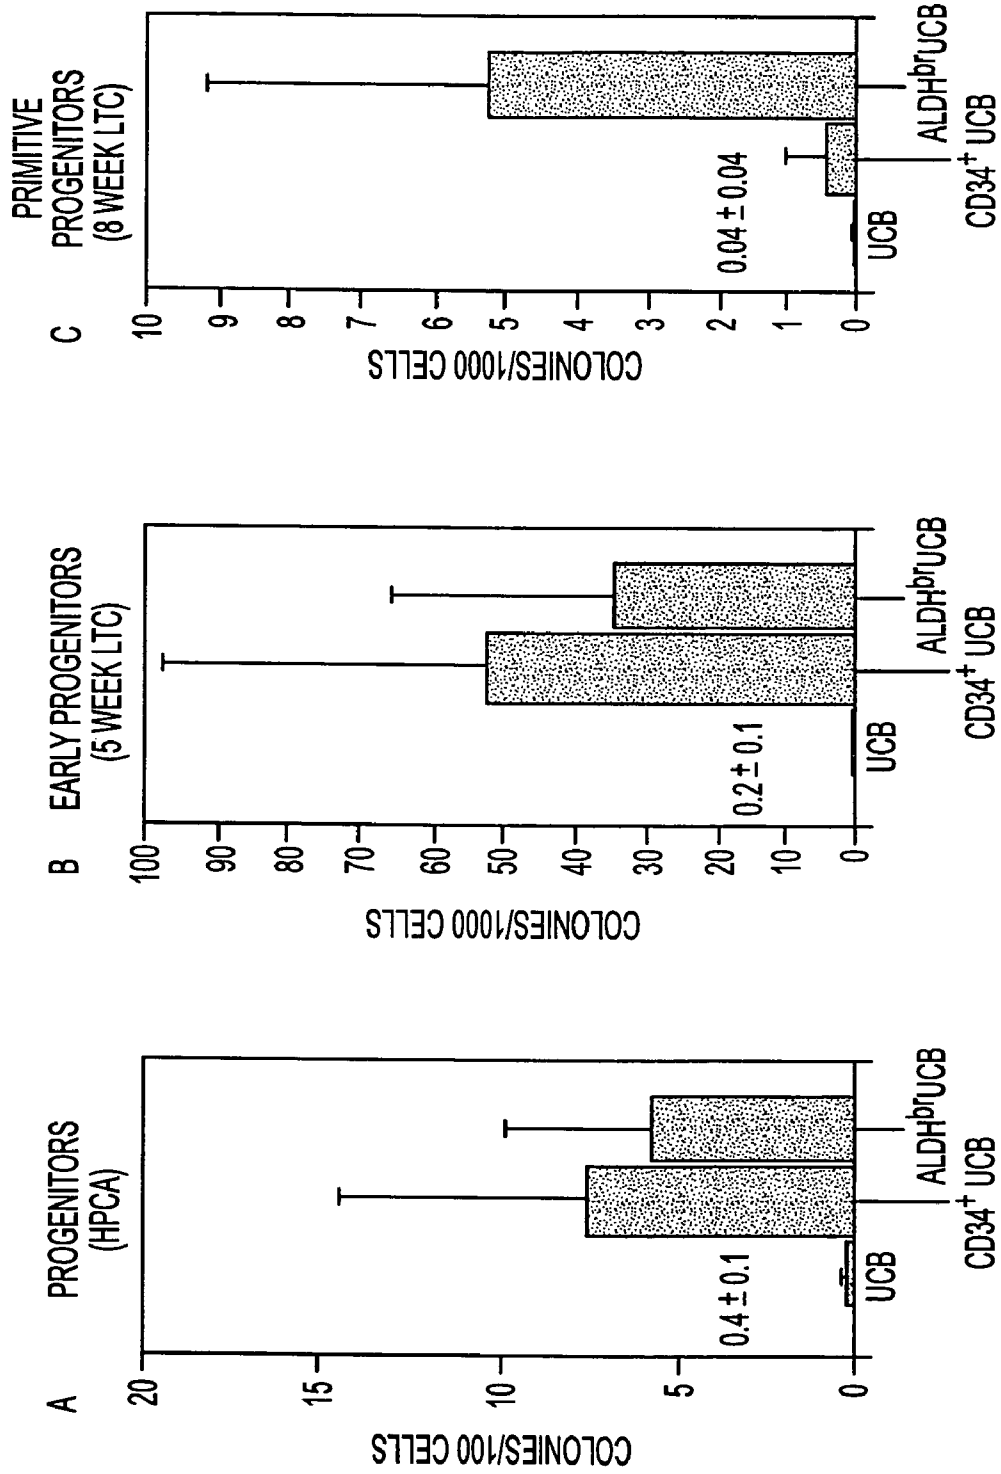 A
PROGENITORS
(HPCA)
COLONIES/100 CELLS
20
15
10
5
0
0.4 ± 0.1
UCB
CD34⁺ UCB
ALDHᵇʳUCB
B
EARLY PROGENITORS
(5 WEEK LTC)
COLONIES/1000 CELLS
100
90
80
70
60
50
40
30
20
10
0
0.2 ± 0.1
UCB
CD34⁺ UCB
ALDHᵇʳUCB
C
PRIMITIVE
PROGENITORS
(8 WEEK LTC)
COLONIES/1000 CELLS
10
9
8
7
6
5
4
3
2
1
0
0.04 ± 0.04
UCB
CD34⁺ UCB
ALDHᵇʳUCB